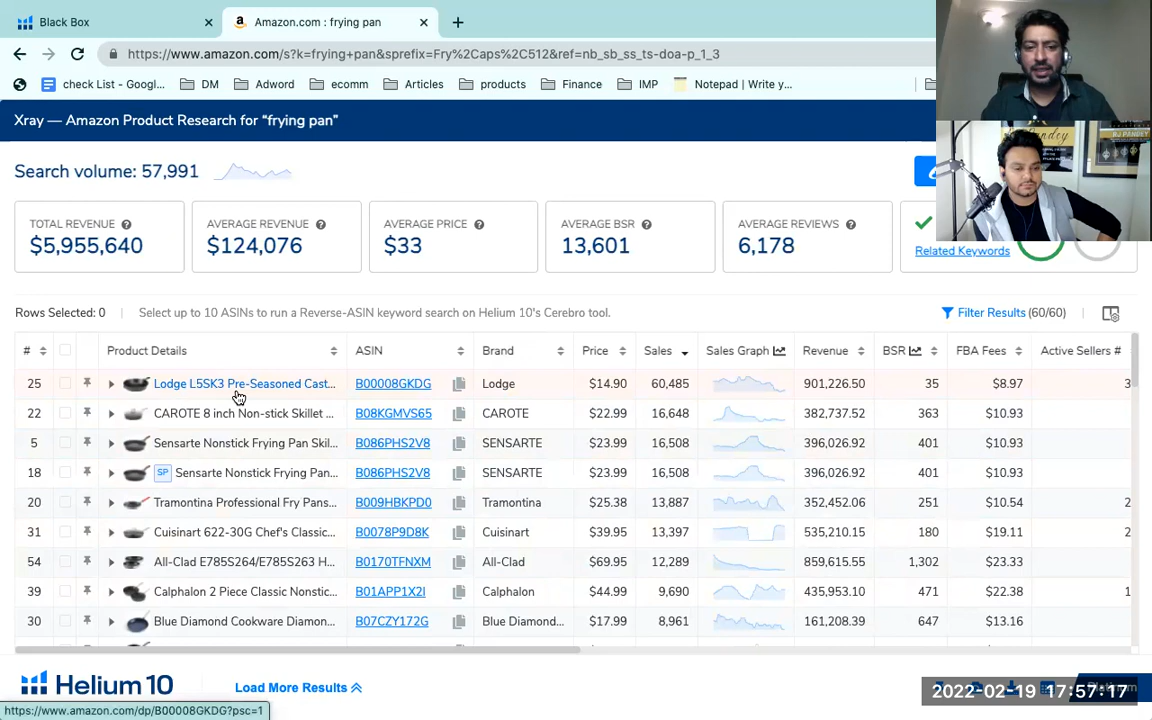 Black Box
Amazon.com : frying pan
https://www.amazon.com/s?k=frying+pan&sprefix=Fry%2Caps%2C512&ref=nb_sb_ss_ts-doa-p_1_3
check List - Googl...
DM
Adword
ecomm
Articles
products
Finance
IMP
Notepad | Write y...
Xray — Amazon Product Research for “frying pan”
Search volume: 57,991
TOTAL REVENUE
$5,955,640
AVERAGE REVENUE
$124,076
AVERAGE PRICE
$33
AVERAGE BSR
13,601
AVERAGE REVIEWS
6,178
Related Keywords
Rows Selected: 0 Select up to 10 ASINs to run a Reverse-ASIN keyword search on Helium 10's Cerebro tool. Filter Results (60/60)
# Product Details ASIN Brand Price Sales Sales Graph Revenue BSR FBA Fees Active Sellers #
25 Lodge L5SK3 Pre-Seasoned Cast... B00008GKDG Lodge $14.90 60,485 901,226.50 35 $8.97 3
22 CAROTE 8 inch Non-stick Skillet ... B08KGMVS65 CAROTE $22.99 16,648 382,737.52 363 $10.93
5 Sensarte Nonstick Frying Pan Skil... B086PHS2V8 SENSARTE $23.99 16,508 396,026.92 401 $10.93
18 SP Sensarte Nonstick Frying Pan... B086PHS2V8 SENSARTE $23.99 16,508 396,026.92 401 $10.93
20 Tramontina Professional Fry Pans... B009HBKPD0 Tramontina $25.38 13,887 352,452.06 251 $10.54 2
31 Cuisinart 622-30G Chef's Classic... B0078P9D8K Cuisinart $39.95 13,397 535,210.15 180 $19.11 2
54 All-Clad E785S264/E785S263 H... B0170TFNXM All-Clad $69.95 12,289 859,615.55 1,302 $23.33
39 Calphalon 2 Piece Classic Nonstic... B01APP1X2I Calphalon $44.99 9,690 435,953.10 471 $22.38 1
30 Blue Diamond Cookware Diamon... B07CZY172G Blue Diamond... $17.99 8,961 161,208.39 647 $13.16
Helium 10
Load More Results
2022-02-19 17:57:17
https://www.amazon.com/dp/B00008GKDG?psc=1